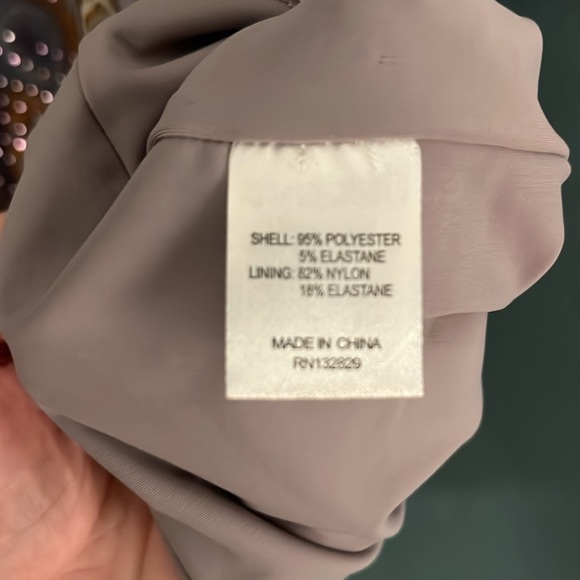 SHELL: 95% POLYESTER
5% ELASTANE
LINING: 82% NYLON
18% ELASTANE
MADE IN CHINA
RN132829